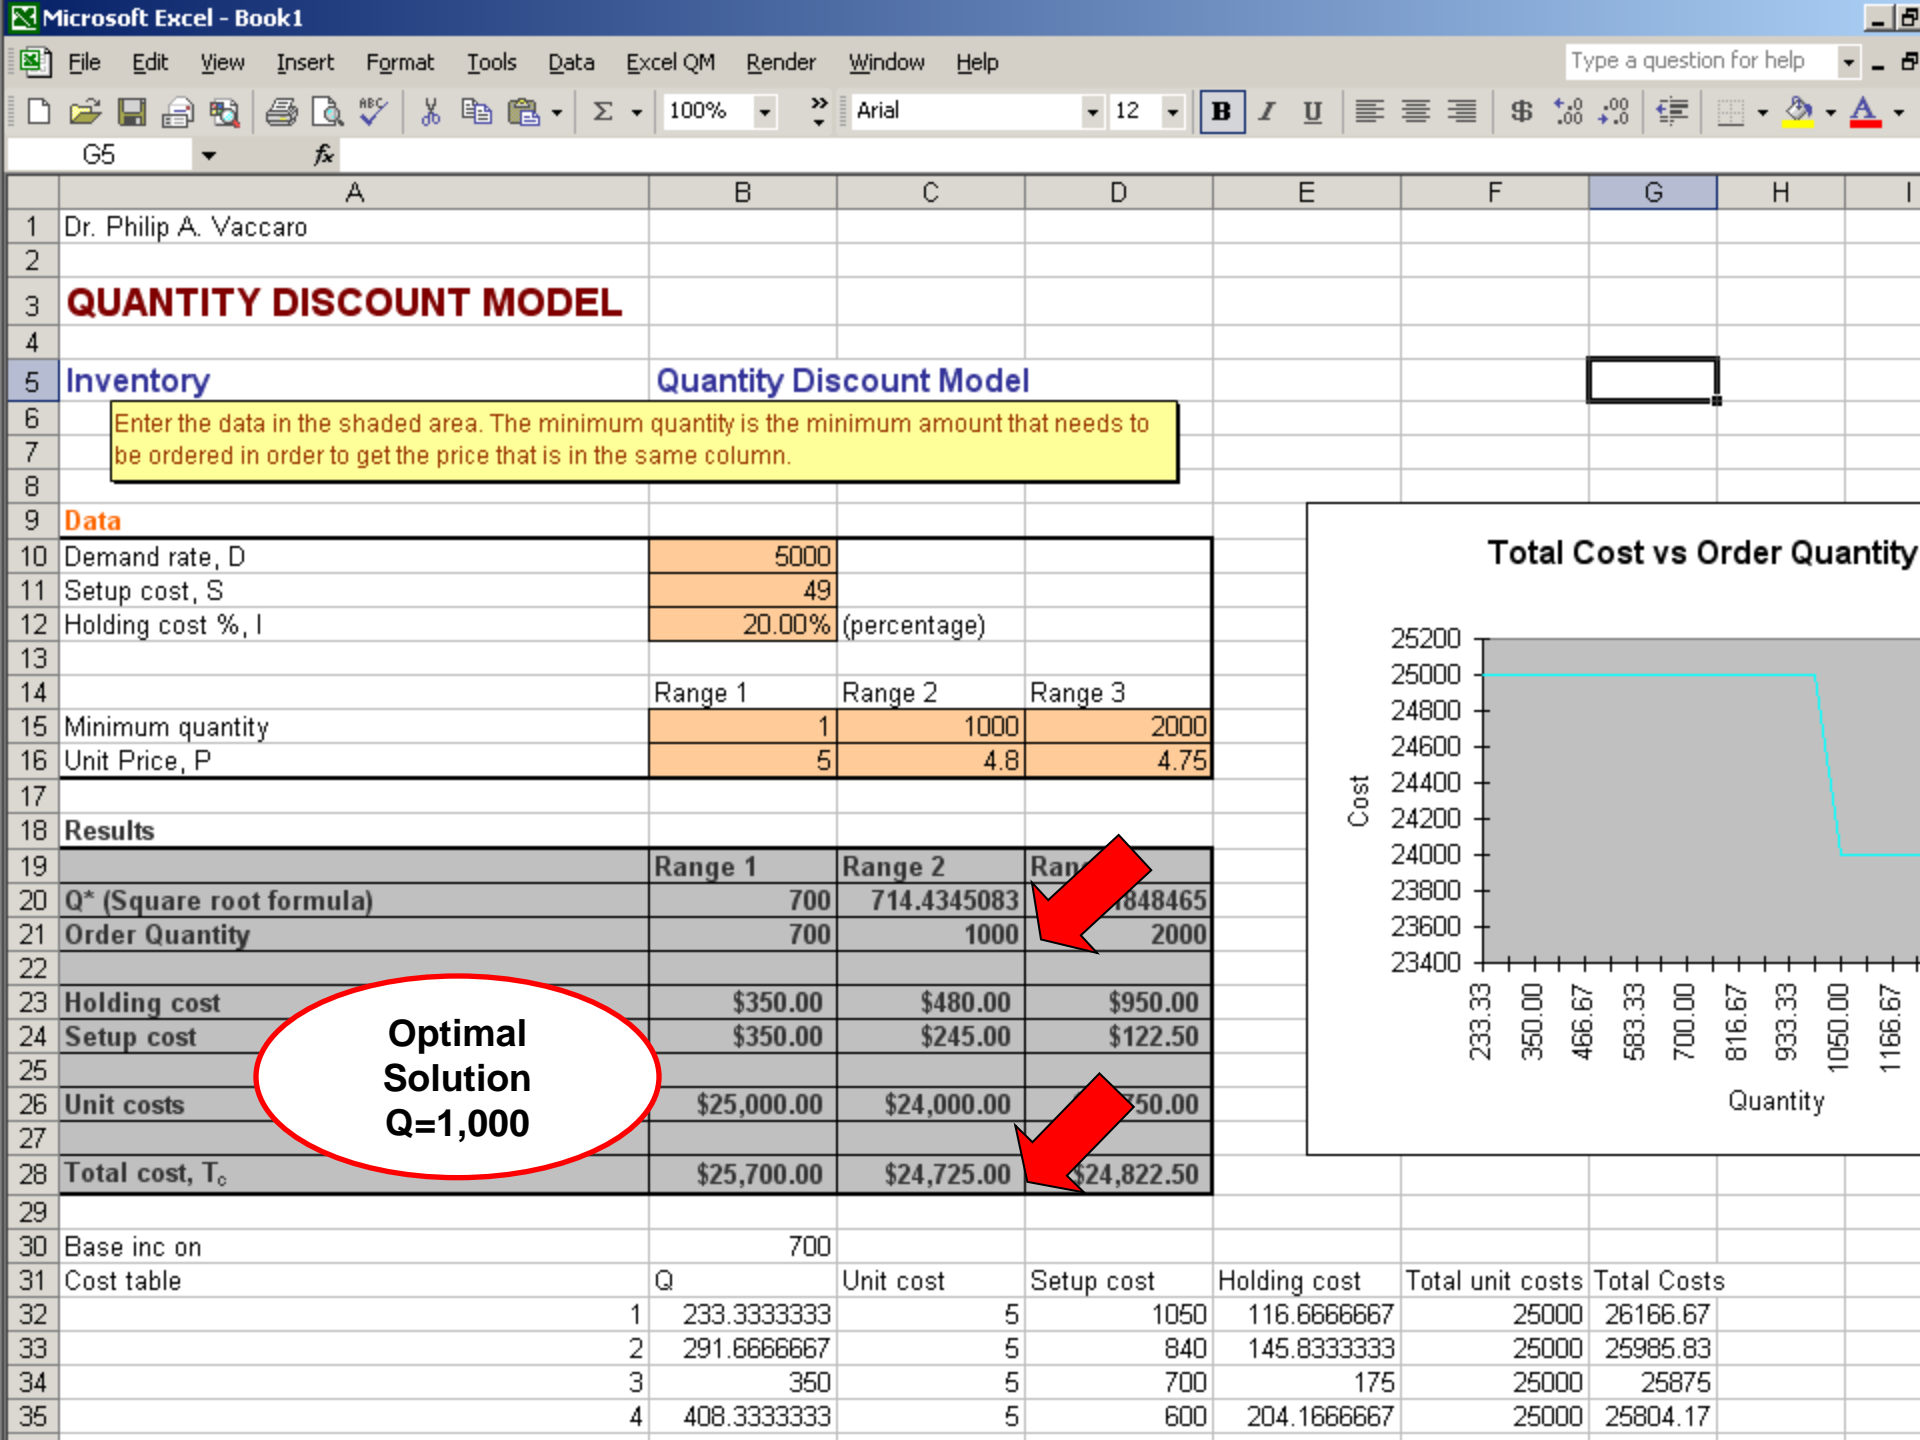 Microsoft Excel - Book1
File Edit View Insert Format Tools Data Excel QM Render Window Help Type a question for help
ABC Σ 100% » Arial 12 B I U $ .0 .00 .00 .0 A
G5 fx
A B C D E F G H I
1 Dr. Philip A. Vaccaro
2
3 QUANTITY DISCOUNT MODEL
4
5 Inventory Quantity Discount Model
6 Enter the data in the shaded area. The minimum quantity is the minimum amount that needs to
7 be ordered in order to get the price that is in the same column.
8
9 Data
10 Demand rate, D 5000
11 Setup cost, S 49
12 Holding cost %, I 20.00% (percentage)
13
14 Range 1 Range 2 Range 3
15 Minimum quantity 1 1000 2000
16 Unit Price, P 5 4.8 4.75
17
18 Results
19 Range 1 Range 2
20 Q* (Square root formula) 700 714.4345083 848465
21 Order Quantity 700 1000 2000
22
23 Holding cost $350.00 $480.00 $950.00
24 Setup cost $350.00 $245.00 $122.50
25
26 Unit costs $25,000.00 $24,000.00 750.00
27
28 Total cost, Tc $25,700.00 $24,725.00 $24,822.50
29
30 Base inc on 700
31 Cost table Q Unit cost Setup cost Holding cost Total unit costs Total Costs
32 1 233.3333333 5 1050 116.6666667 25000 26166.67
33 2 291.6666667 5 840 145.8333333 25000 25985.83
34 3 350 5 700 175 25000 25875
35 4 408.3333333 5 600 204.1666667 25000 25804.17
Optimal
Solution
Q=1,000
Total Cost vs Order Quantity
25200
25000
24800
24600
24400
24200
24000
23800
23600
23400
Cost
233.33 350.00 466.67 583.33 700.00 816.67 933.33 1050.00 1166.67
Quantity